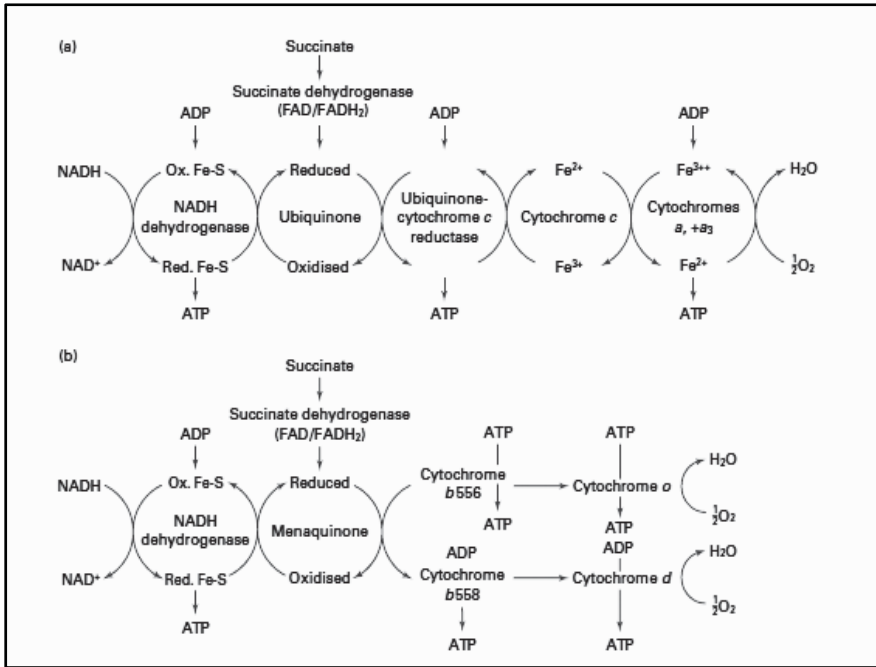 (a)
Succinate
Succinate dehydrogenase
(FAD/FADH₂)
ADP
ADP
ADP
NADH
Ox. Fe-S
Reduced
Fe²⁺
Fe³⁺⁺
H₂O
NADH
dehydrogenase
Ubiquinone
Ubiquinone-
cytochrome c
reductase
Cytochrome c
Cytochromes
a, +a₃
NAD⁺
Red. Fe-S
Oxidised
Fe³⁺
Fe²⁺
½O₂
ATP
ATP
ATP
(b)
Succinate
Succinate dehydrogenase
(FAD/FADH₂)
ADP
ATP
ATP
NADH
Ox. Fe-S
Reduced
Cytochrome
b556
Cytochrome o
H₂O
½O₂
NADH
dehydrogenase
Menaquinone
ATP
ATP
ADP
ADP
NAD⁺
Red. Fe-S
Oxidised
Cytochrome
b558
Cytochrome d
H₂O
½O₂
ATP
ATP
ATP